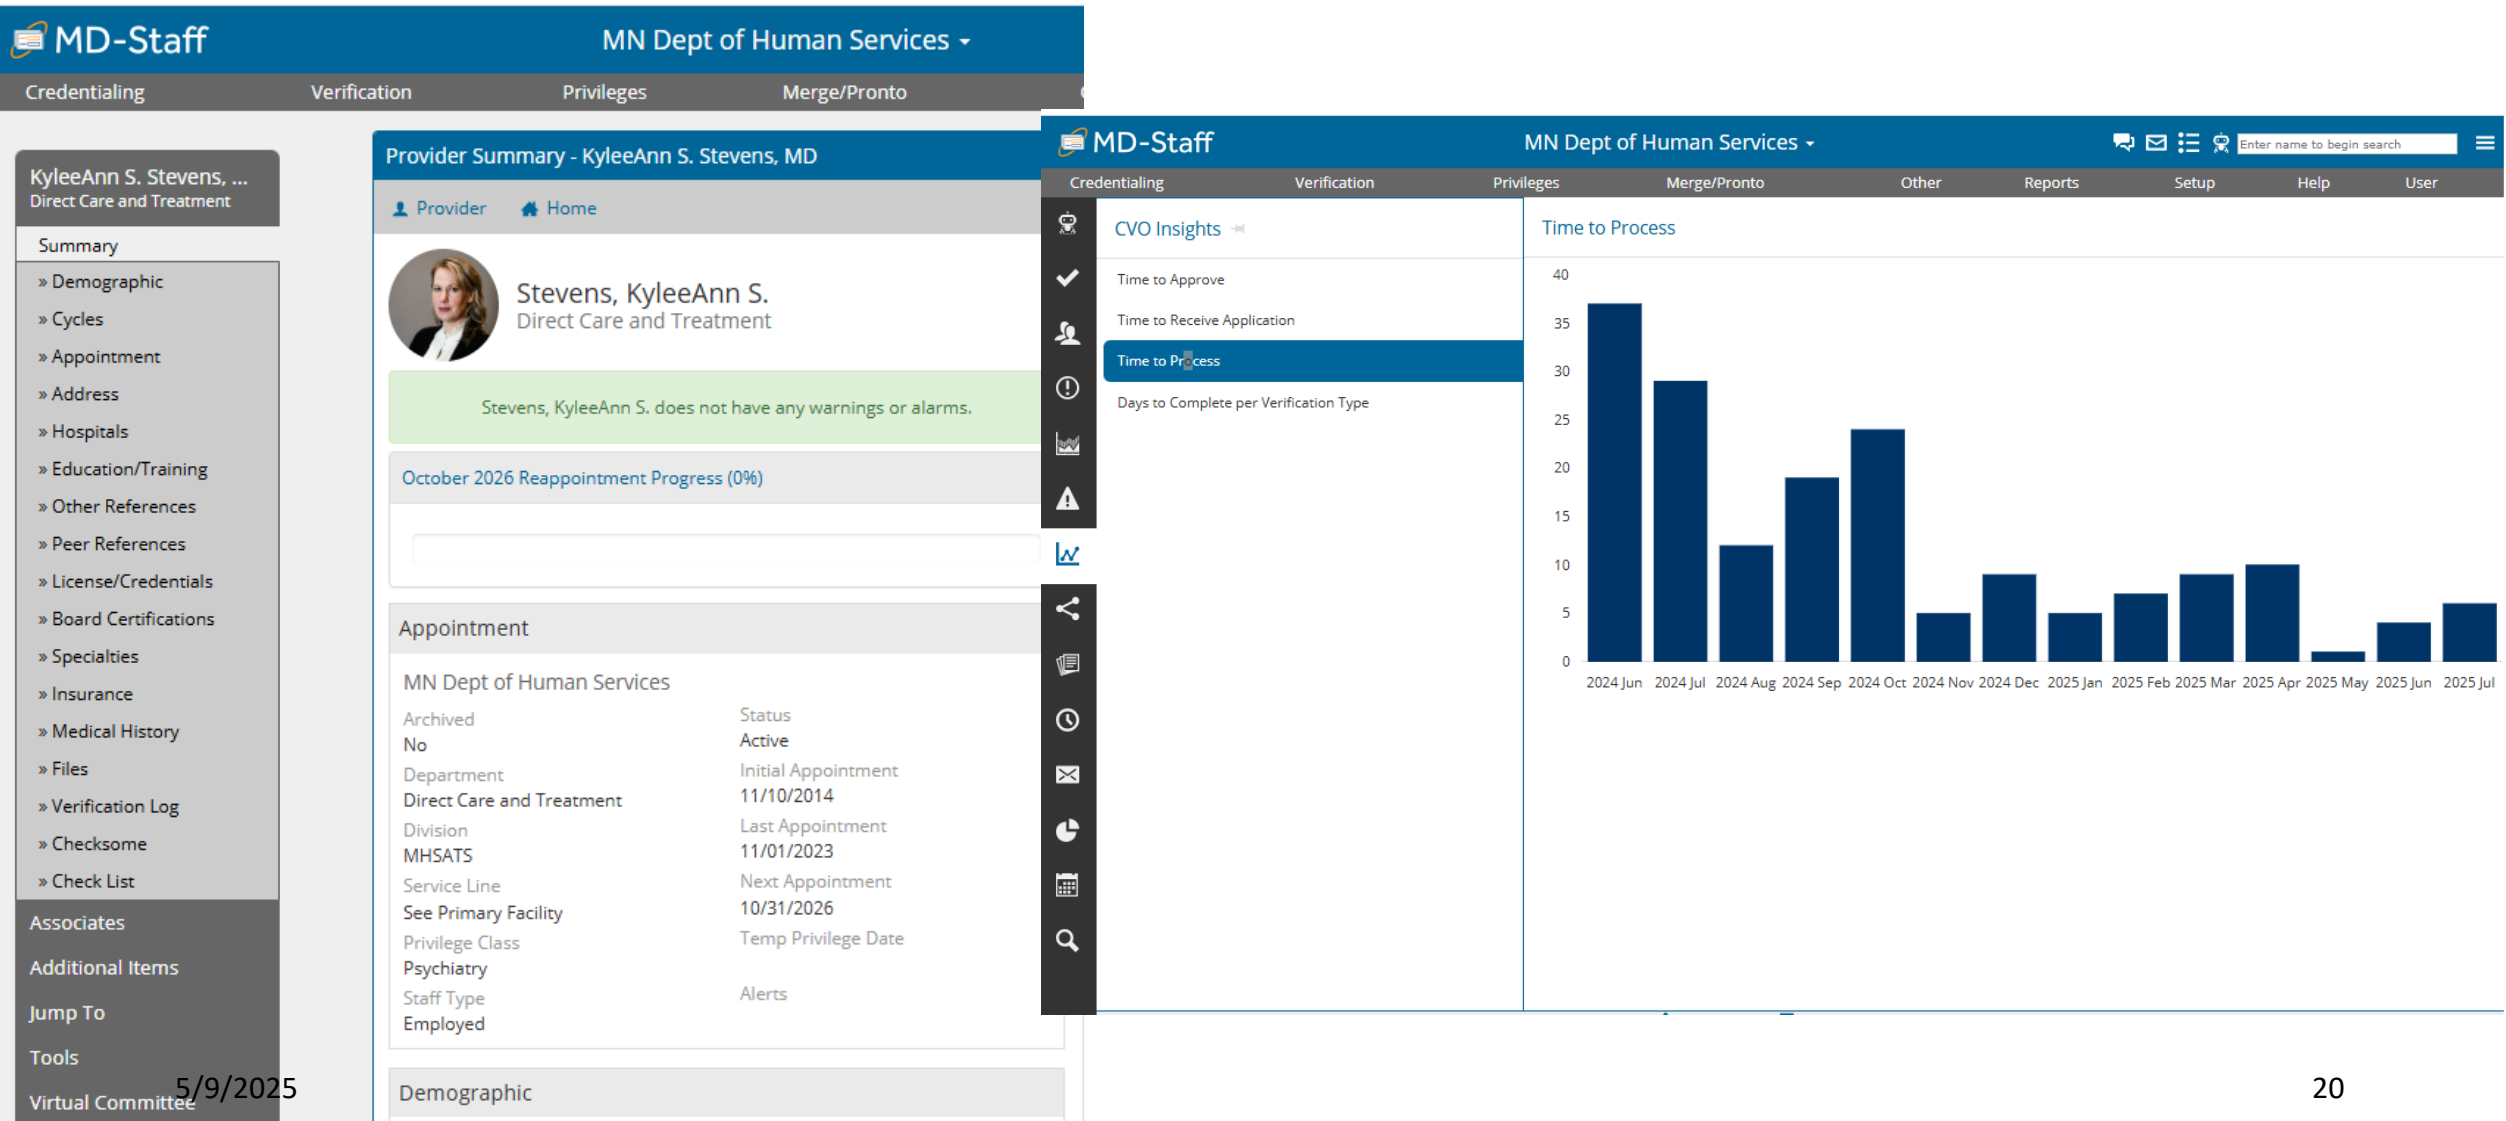 MD-Staff
MN Dept of Human Services
Credentialing Verification Privileges Merge/Pronto
KyleeAnn S. Stevens, ...
Direct Care and Treatment
Summary
» Demographic
» Cycles
» Appointment
» Address
» Hospitals
» Education/Training
» Other References
» Peer References
» License/Credentials
» Board Certifications
» Specialties
» Insurance
» Medical History
» Files
» Verification Log
» Checksome
» Check List
Associates
Additional Items
Jump To
Tools
Virtual Committee
5/9/2025
Provider Summary - KyleeAnn S. Stevens, MD
Provider Home
Stevens, KyleeAnn S.
Direct Care and Treatment
Stevens, KyleeAnn S. does not have any warnings or alarms.
October 2026 Reappointment Progress (0%)
Appointment
MN Dept of Human Services
Archived
No
Department
Direct Care and Treatment
Division
MHSATS
Service Line
See Primary Facility
Privilege Class
Psychiatry
Staff Type
Employed
Status
Active
Initial Appointment
11/10/2014
Last Appointment
11/01/2023
Next Appointment
10/31/2026
Temp Privilege Date
Alerts
Demographic
MD-Staff
MN Dept of Human Services
Enter name to begin search
Credentialing Verification Privileges Merge/Pronto Other Reports Setup Help User
CVO Insights
Time to Approve
Time to Receive Application
Time to Process
Days to Complete per Verification Type
Time to Process
40
35
30
25
20
15
10
5
0
2024 Jun 2024 Jul 2024 Aug 2024 Sep 2024 Oct 2024 Nov 2024 Dec 2025 Jan 2025 Feb 2025 Mar 2025 Apr 2025 May 2025 Jun 2025 Jul
20